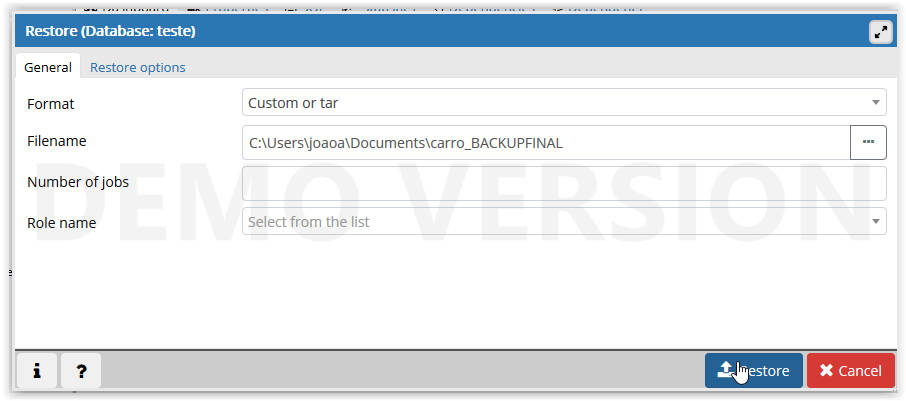 Restore (Database: teste)
General Restore options
Format Custom or tar
Filename C:\Users\joaoa\Documents\carro_BACKUPFINAL
Number of jobs
Role name Select from the list
DEMO VERSION
i ? Restore Cancel